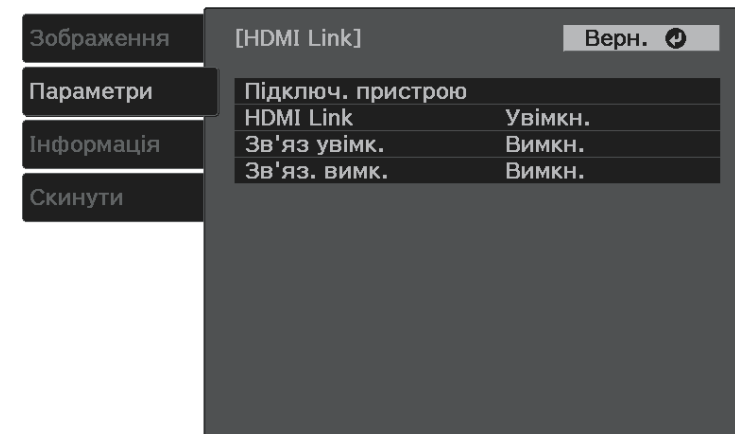 Зображення
Параметри
Інформація
Скинути
[HDMI Link]
Верн.
Підключ. пристрою
HDMI Link Увімкн.
Зв'яз увімк. Вимкн.
Зв'яз. вимк. Вимкн.